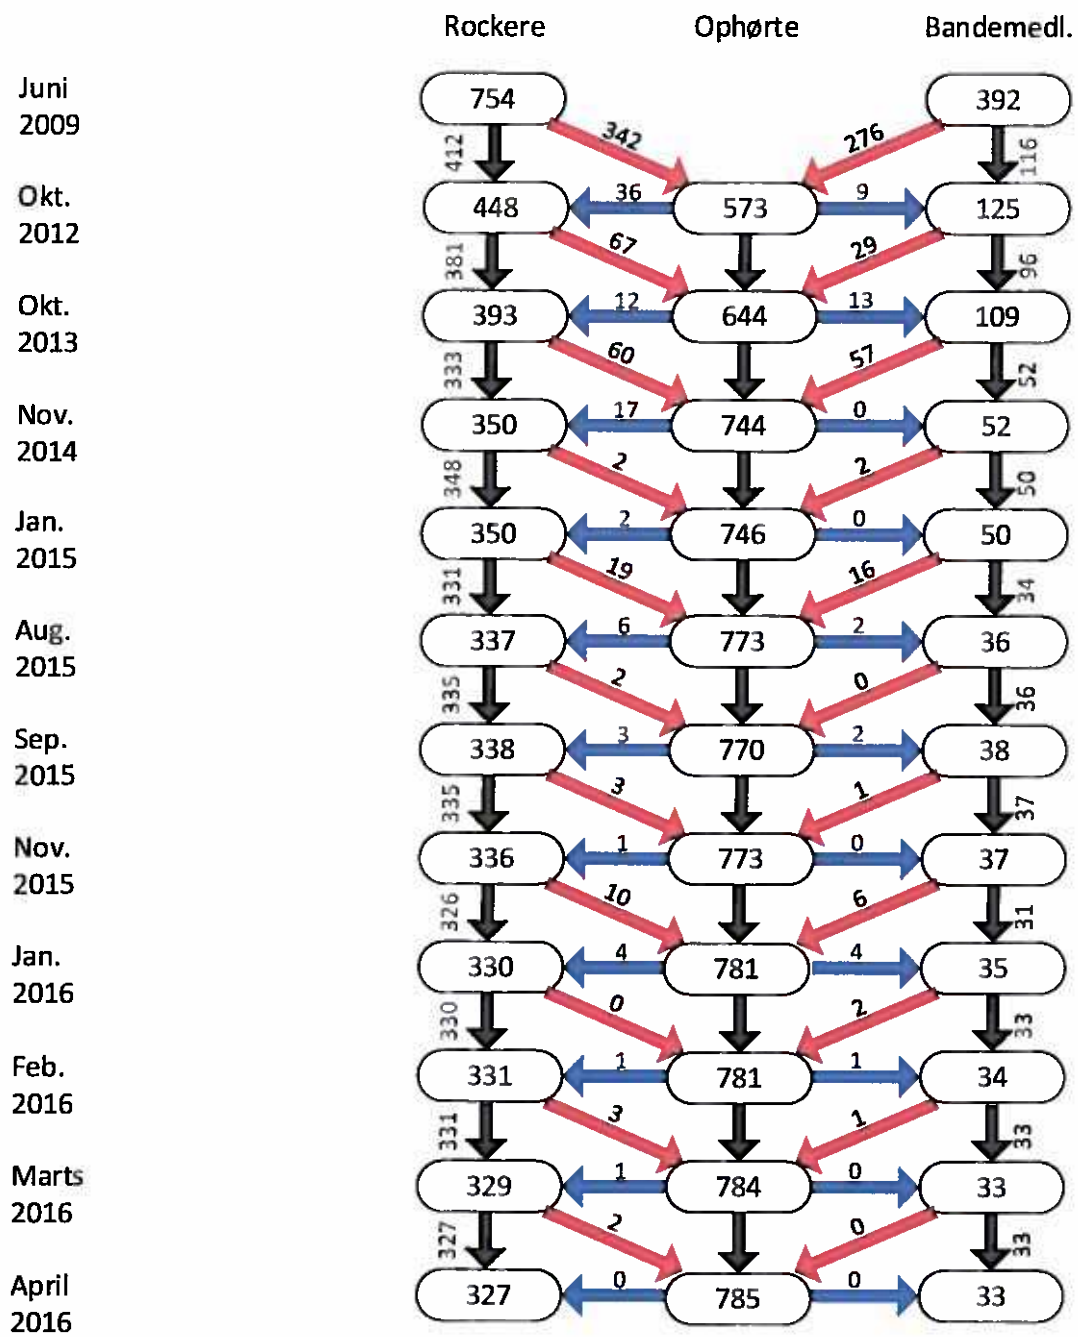 Rockere Ophørte Bandemedl.
Juni
2009
754 392
412 342 276 116
Okt.
2012
448 36 573 9 125
381 67 29 96
Okt.
2013
393 12 644 13 109
333 60 57 52
Nov.
2014
350 17 744 0 52
348 2 2 50
Jan.
2015
350 2 746 0 50
331 19 16 34
Aug.
2015
337 6 773 2 36
335 2 0 36
Sep.
2015
338 3 770 2 38
335 3 1 37
Nov.
2015
336 1 773 0 37
326 10 6 31
Jan.
2016
330 4 781 4 35
330 0 2 33
Feb.
2016
331 1 781 1 34
331 3 1 33
Marts
2016
329 1 784 0 33
327 2 0 33
April
2016
327 0 785 0 33